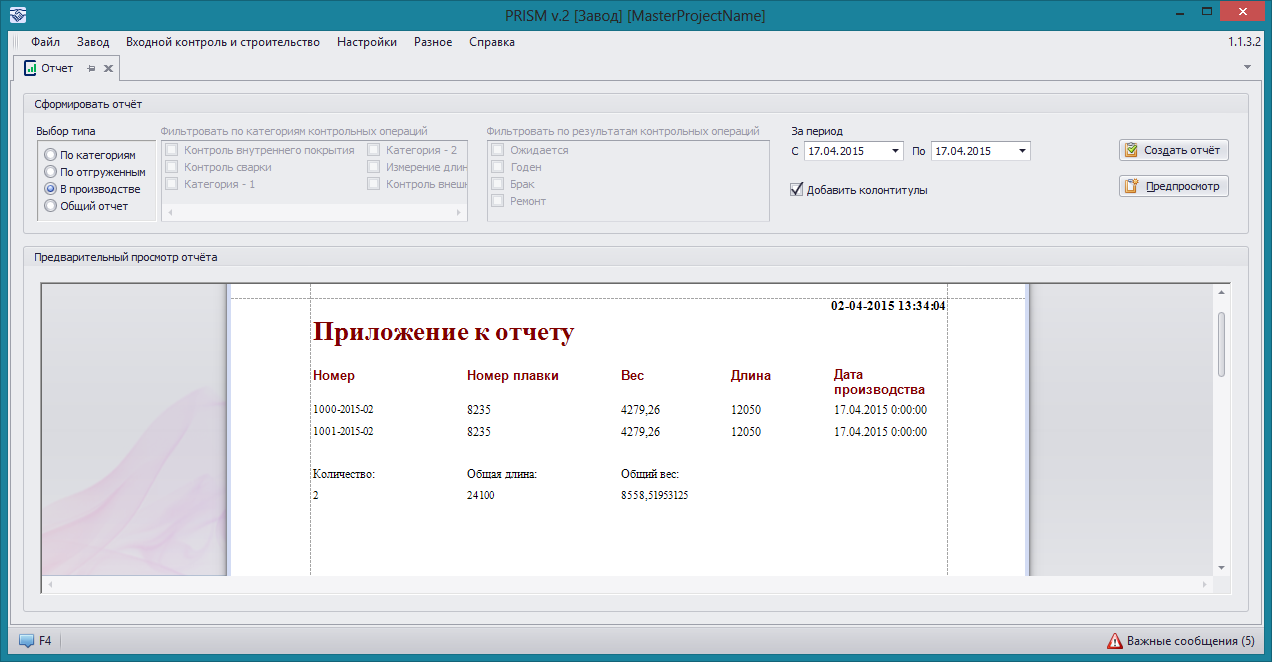 PRISM v.2 [Завод] [MasterProjectName]
Файл Завод Входной контроль и строительство Настройки Разное Справка 1.1.3.2
Отчет
Сформировать отчёт
Выбор типа
По категориям
По отгруженным
В производстве
Общий отчет
Фильтровать по категориям контрольных операций
Контроль внутреннего покрытия
Контроль сварки
Категория - 1
Категория - 2
Измерение длин
Контроль внеш
Фильтровать по результатам контрольных операций
Ожидается
Годен
Брак
Ремонт
За период
С 17.04.2015 По 17.04.2015
Добавить колонтитулы
Создать отчёт
Предпросмотр
Предварительный просмотр отчёта
02-04-2015 13:34:04
Приложение к отчету
Номер Номер плавки Вес Длина Дата
производства
1000-2015-02 8235 4279,26 12050 17.04.2015 0:00:00
1001-2015-02 8235 4279,26 12050 17.04.2015 0:00:00
Количество: Общая длина: Общий вес:
2 24100 8558,51953125
F4 Важные сообщения (5)